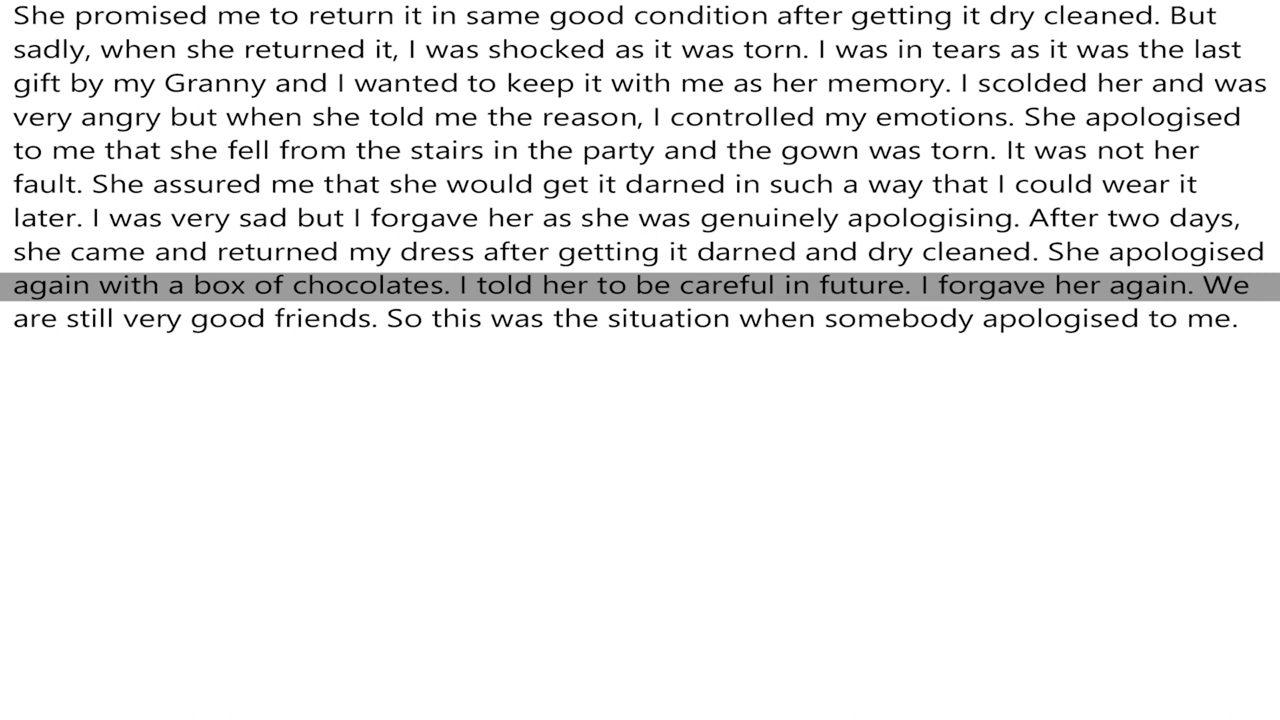 She promised me to return it in same good condition after getting it dry cleaned. But
sadly, when she returned it, I was shocked as it was torn. I was in tears as it was the last
gift by my Granny and I wanted to keep it with me as her memory. I scolded her and was
very angry but when she told me the reason, I controlled my emotions. She apologised
to me that she fell from the stairs in the party and the gown was torn. It was not her
fault. She assured me that she would get it darned in such a way that I could wear it
later. I was very sad but I forgave her as she was genuinely apologising. After two days,
she came and returned my dress after getting it darned and dry cleaned. She apologised
again with a box of chocolates. I told her to be careful in future. I forgave her again. We
are still very good friends. So this was the situation when somebody apologised to me.